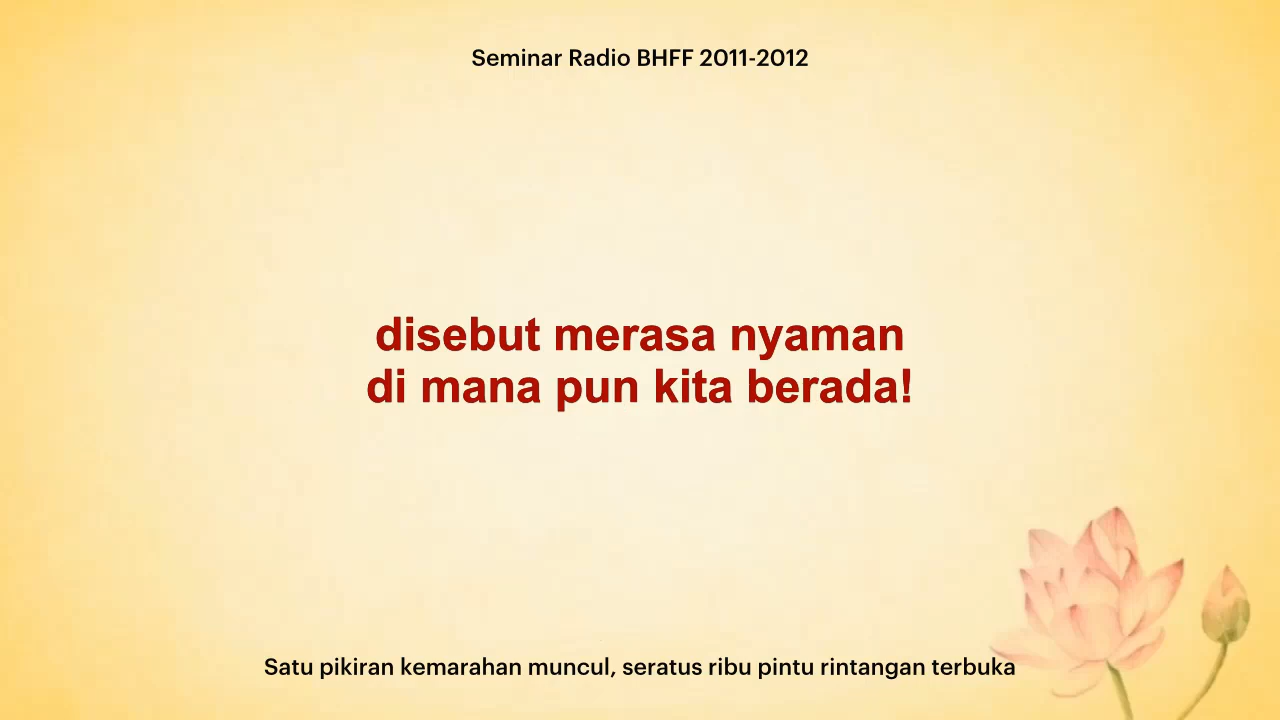 Seminar Radio BHFF 2011-2012
disebut merasa nyaman
di mana pun kita berada!
Satu pikiran kemarahan muncul, seratus ribu pintu rintangan terbuka